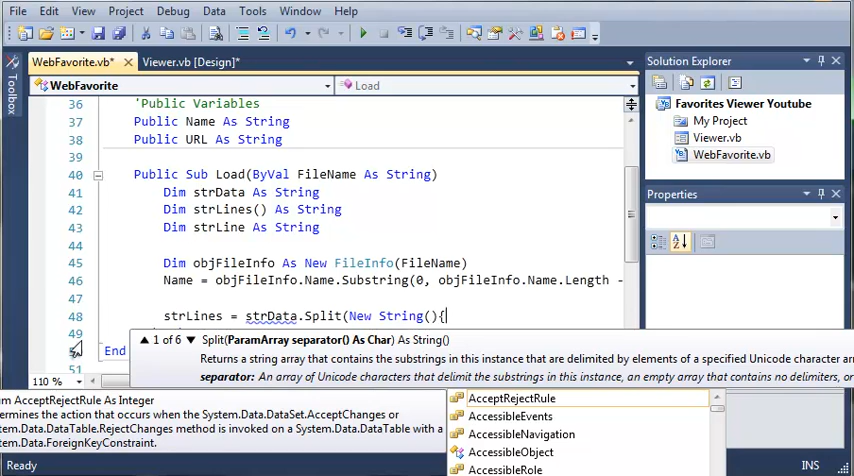 File Edit View Project Debug Data Tools Window Help
WebFavorite.vb* Viewer.vb [Design]*
WebFavorite Load
Toolbox
36 'Public Variables
37 Public Name As String
38 Public URL As String
39
40 Public Sub Load(ByVal FileName As String)
41 Dim strData As String
42 Dim strLines() As String
43 Dim strLine As String
44
45 Dim objFileInfo As New FileInfo(FileName)
46 Name = objFileInfo.Name.Substring(0, objFileInfo.Name.Length -
47
48 strLines = strData.Split(New String(){
49
End
51
1 of 6 Split(ParamArray separator() As Char) As String()
Returns a string array that contains the substrings in this instance that are delimited by elements of a specified Unicode character
separator: An array of Unicode characters that delimit the substrings in this instance, an empty array that contains no delimiters, or
110 %
AcceptRejectRule As Integer
determines the action that occurs when the System.Data.DataSet.AcceptChanges or
System.Data.DataTable.RejectChanges method is invoked on a System.Data.DataTable with a
System.Data.ForeignKeyConstraint.
AcceptRejectRule
AccessibleEvents
AccessibleNavigation
AccessibleObject
AccessibleRole
Solution Explorer
Favorites Viewer Youtube
My Project
Viewer.vb
WebFavorite.vb
Properties
Ready INS